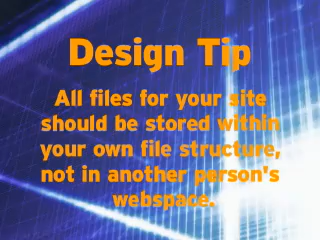 Design Tip
All files for your site
should be stored within
your own file structure,
not in another person's
webspace.